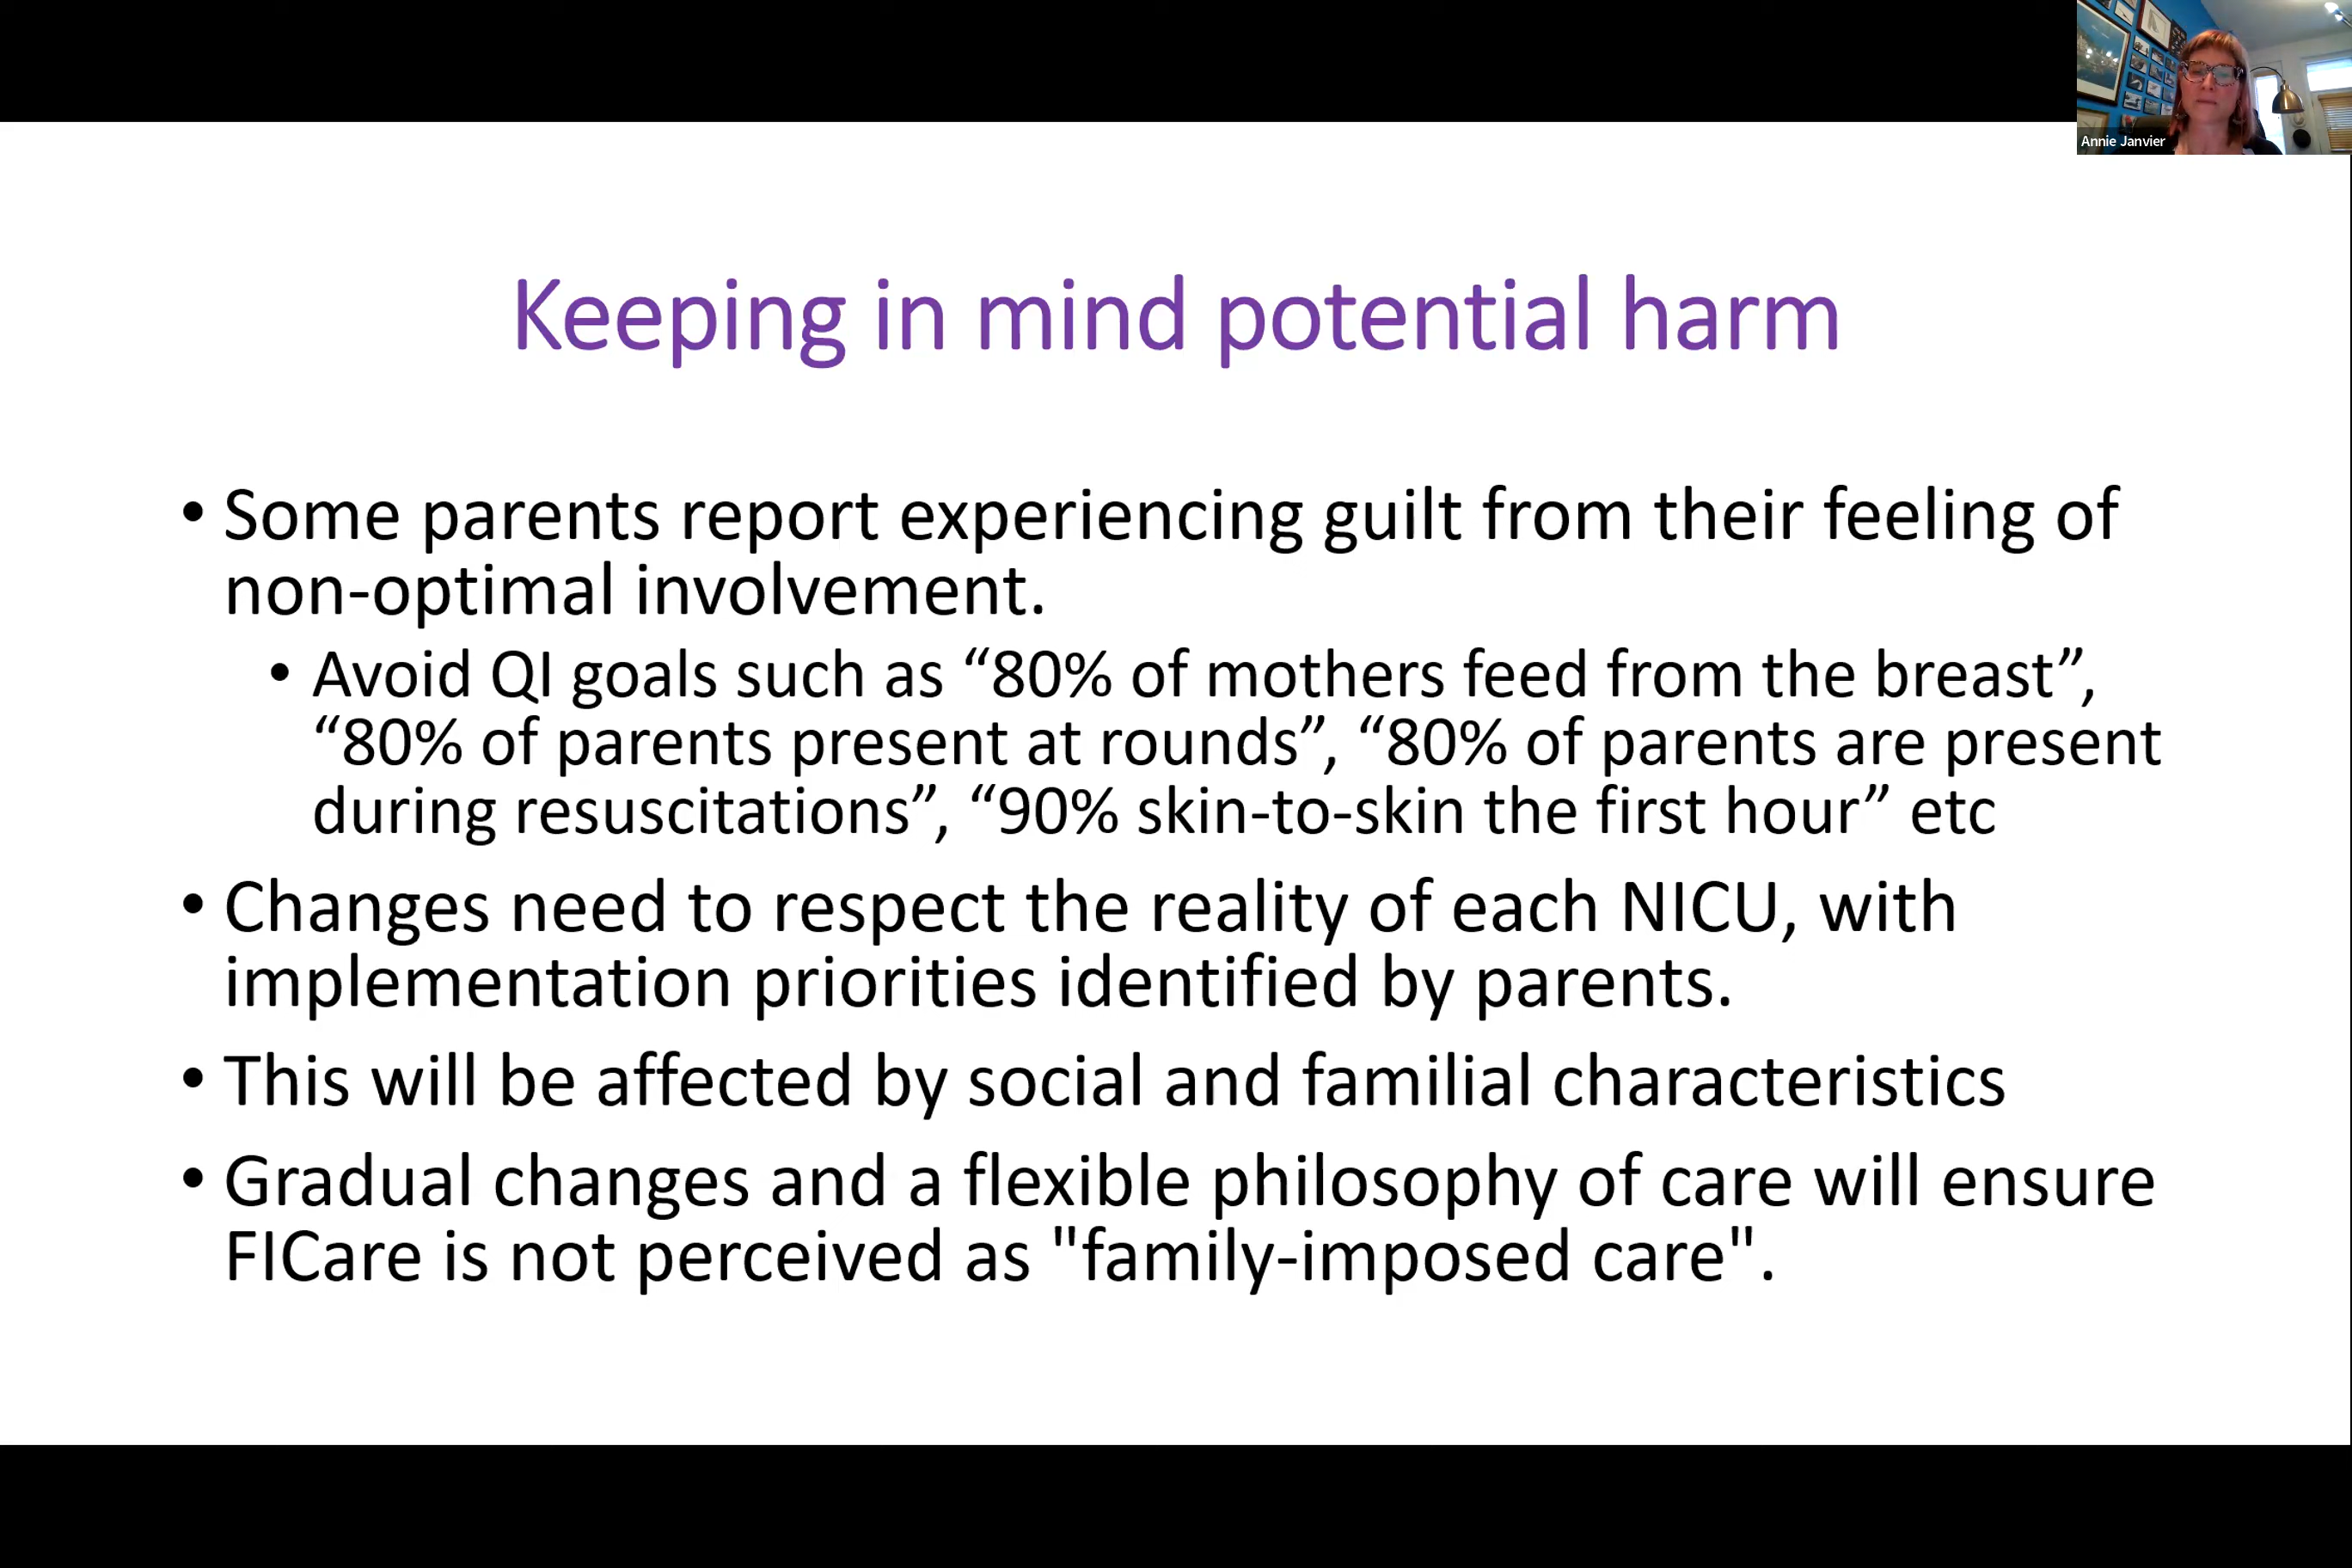 Annie Janvier
Keeping in mind potential harm
• Some parents report experiencing guilt from their feeling of
non-optimal involvement.
• Avoid QI goals such as “80% of mothers feed from the breast”,
“80% of parents present at rounds”, “80% of parents are present
during resuscitations”, “90% skin-to-skin the first hour” etc
• Changes need to respect the reality of each NICU, with
implementation priorities identified by parents.
• This will be affected by social and familial characteristics
• Gradual changes and a flexible philosophy of care will ensure
FICare is not perceived as "family-imposed care".